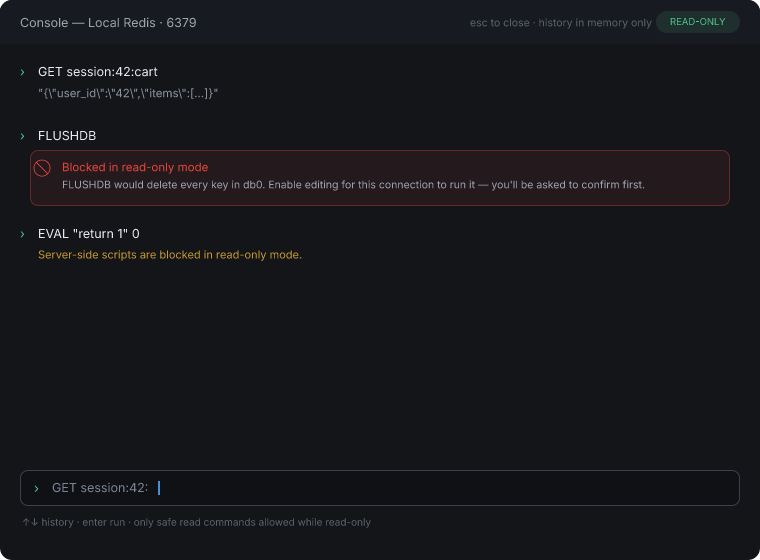 Console — Local Redis · 6379
esc to close · history in memory only
READ-ONLY
› GET session:42:cart
"{\"user_id\":\"42\",\"items\":[...]}"
› FLUSHDB
Blocked in read-only mode
FLUSHDB would delete every key in db0. Enable editing for this connection to run it — you'll be asked to confirm first.
› EVAL "return 1" 0
Server-side scripts are blocked in read-only mode.
› GET session:42:
↑↓ history · enter run · only safe read commands allowed while read-only